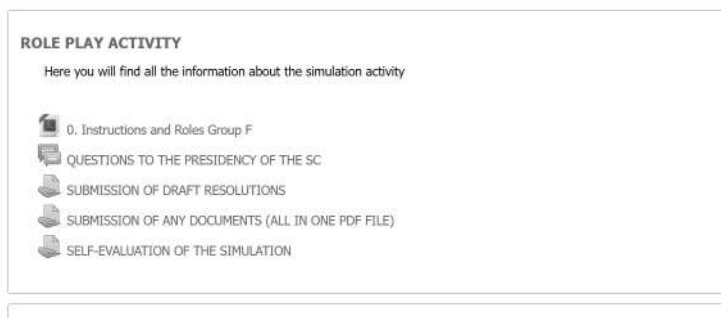 ROLE PLAY ACTIVITY
Here you will find all the information about the simulation activity
0. Instructions and Roles Group F
QUESTIONS TO THE PRESIDENCY OF THE SC
SUBMISSION OF DRAFT RESOLUTIONS
SUBMISSION OF ANY DOCUMENTS (ALL IN ONE PDF FILE)
SELF-EVALUATION OF THE SIMULATION